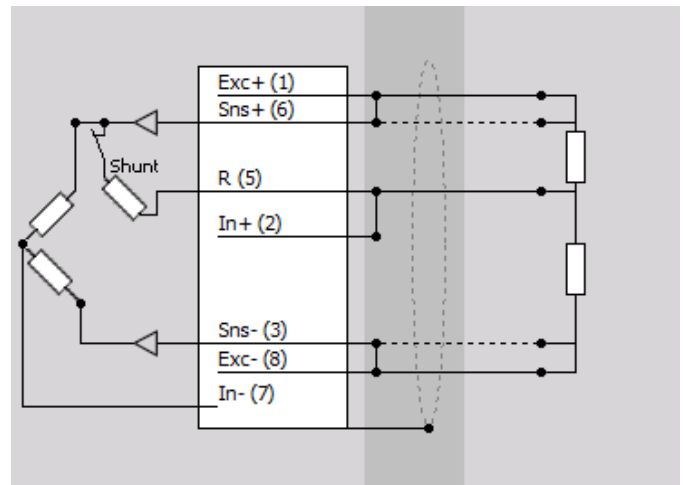 Exc+ (1)
Sns+ (6)
Shunt
R (5)
In+ (2)
Sns- (3)
Exc- (8)
In- (7)